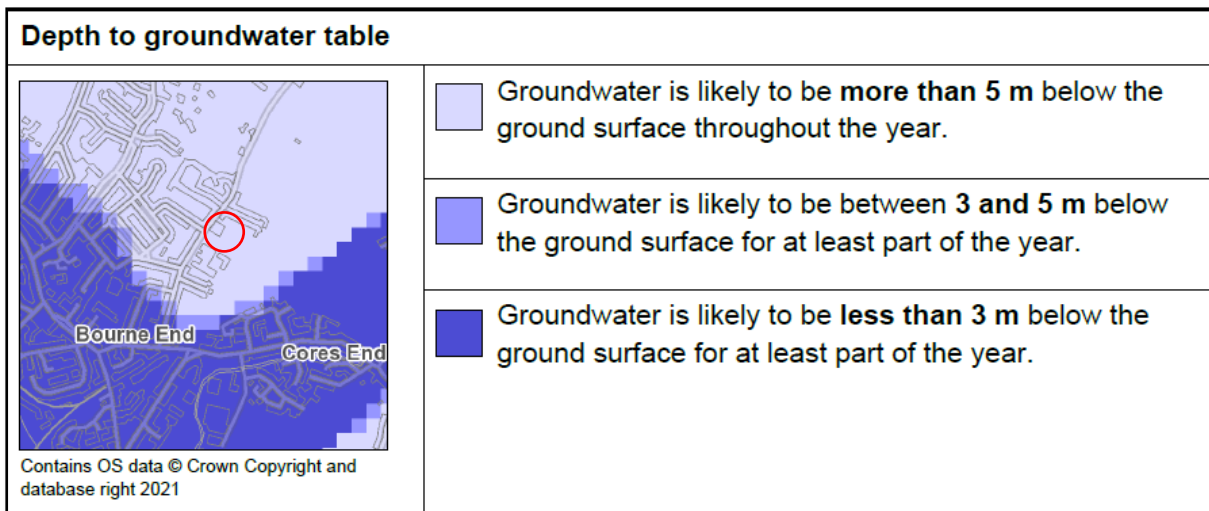 Depth to groundwater table
Groundwater is likely to be more than 5 m below the
ground surface throughout the year.
Groundwater is likely to be between 3 and 5 m below
the ground surface for at least part of the year.
Groundwater is likely to be less than 3 m below the
ground surface for at least part of the year.
Bourne End
Cores End
Contains OS data © Crown Copyright and
database right 2021